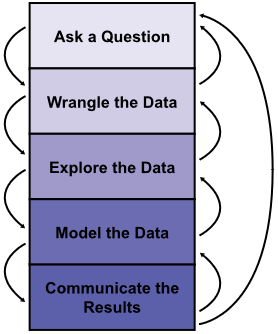 Ask a Question
Wrangle the Data
Explore the Data
Model the Data
Communicate the
Results